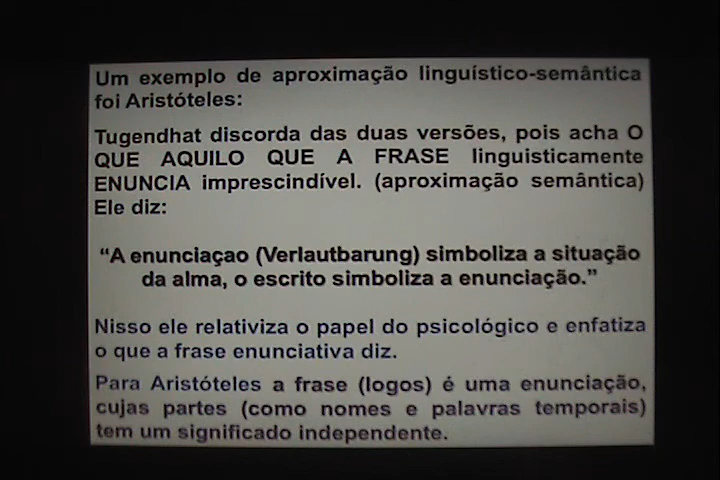 Um exemplo de aproximação linguístico-semântica
foi Aristóteles:
Tugendhat discorda das duas versões, pois acha O
QUE AQUILO QUE A FRASE linguisticamente
ENUNCIA imprescindível. (aproximação semântica)
Ele diz:
“A enunciaçao (Verlautbarung) simboliza a situação
da alma, o escrito simboliza a enunciação.”
Nisso ele relativiza o papel do psicológico e enfatiza
o que a frase enunciativa diz.
Para Aristóteles a frase (logos) é uma enunciação,
cujas partes (como nomes e palavras temporais)
tem um significado independente.